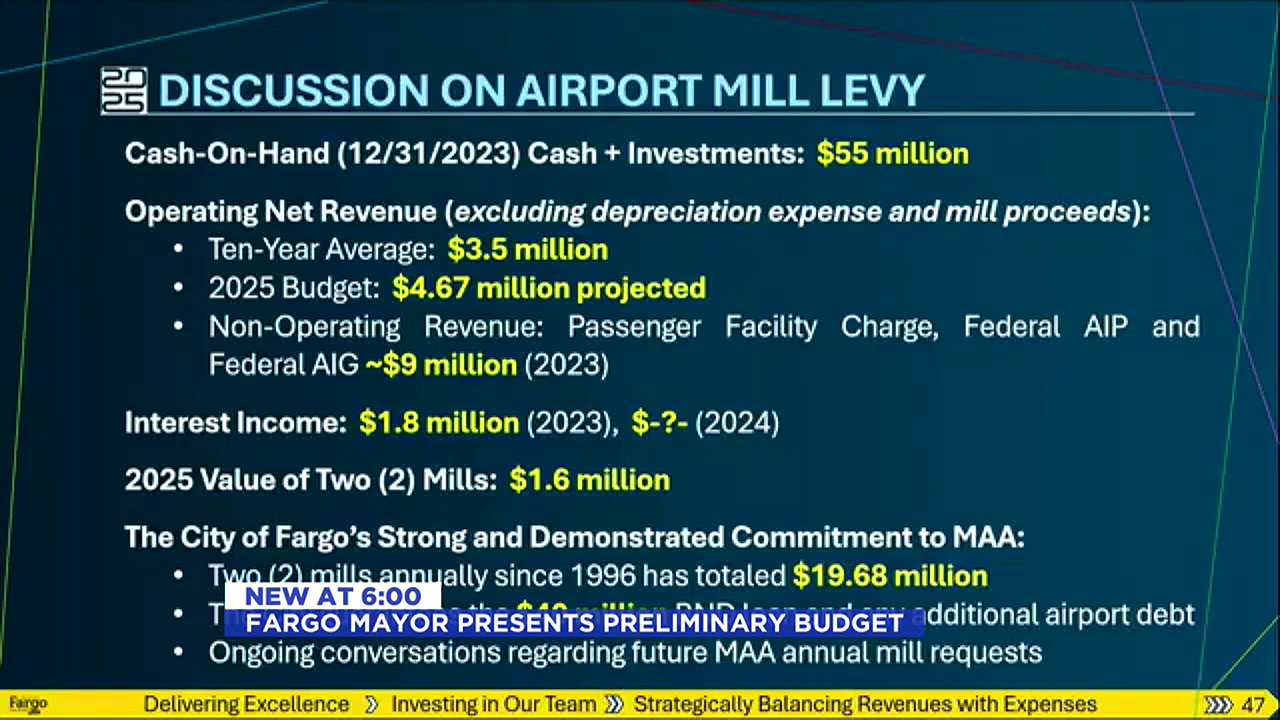 DISCUSSION ON AIRPORT MILL LEVY
Cash-On-Hand (12/31/2023) Cash + Investments: $55 million
Operating Net Revenue (excluding depreciation expense and mill proceeds):
• Ten-Year Average: $3.5 million
• 2025 Budget: $4.67 million projected
• Non-Operating Revenue: Passenger Facility Charge, Federal AIP and
Federal AIG ~$9 million (2023)
Interest Income: $1.8 million (2023), $-?- (2024)
2025 Value of Two (2) Mills: $1.6 million
The City of Fargo's Strong and Demonstrated Commitment to MAA:
• Two (2) mills annually since 1996 has totaled $19.68 million
NEW AT 6:00
• additional airport debt
FARGO MAYOR PRESENTS PRELIMINARY BUDGET
• Ongoing conversations regarding future MAA annual mill requests
Fargo Delivering Excellence Investing in Our Team Strategically Balancing Revenues with Expenses 47